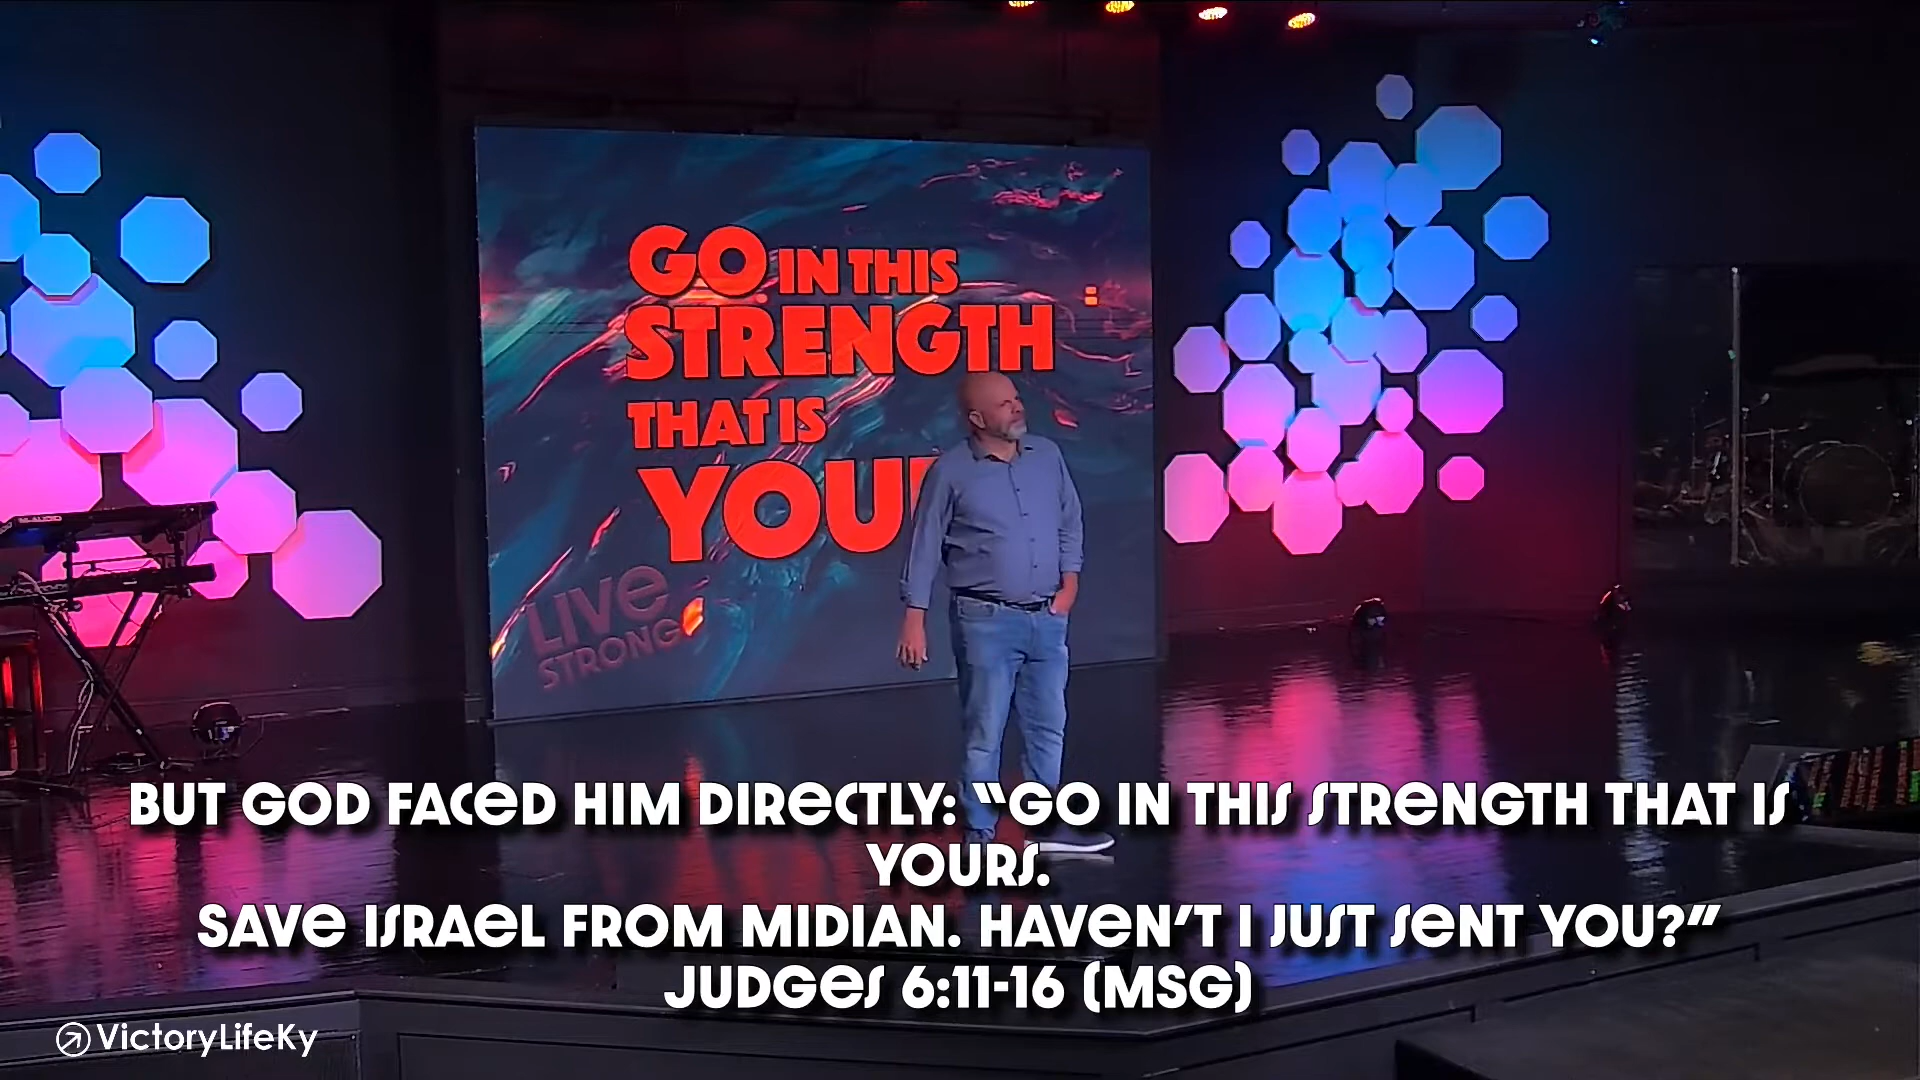 GO IN THIS
STRENGTH
THAT IS
YOU
LIVe
STRONG
M-AUDIO
BUT GOD FACeD HIM DIReCTLY: “GO IN THIS STReNGTH THAT IS
YOURS.
SAVe ISRAeL FROM MIDIAN. HAVeN’T I JUST SeNT YOU?”
JUDGeS 6:11-16 (MSG)
VictoryLifeKy